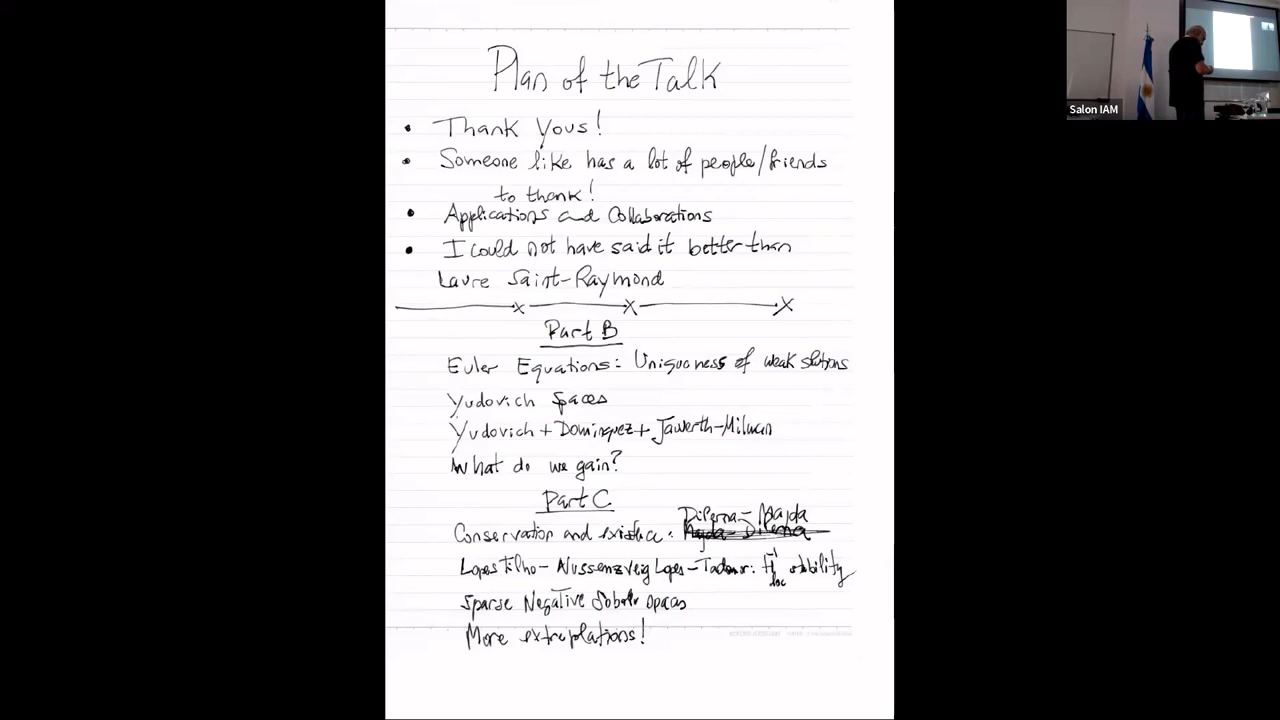 Plan of the Talk
• Thank Yous!
• Someone like has a lot of people/friends
to thank!
• Applications and Collaborations
• I could not have said it better than
Laure Saint-Raymond
Part B
Euler Equations: Uniqueness of weak solutions
Yudovich Spaces
Yudovich + Dominguez + Jawerth-Milman
What do we gain?
Part C
DiPerna-Majda
Conservation and existence:
Lopes Filho - Nussenzveig Lopes - Tadmor: H⁻¹loc stability
Sparse Negative Sobolev Spaces
More extrapolations!
Salon IAM